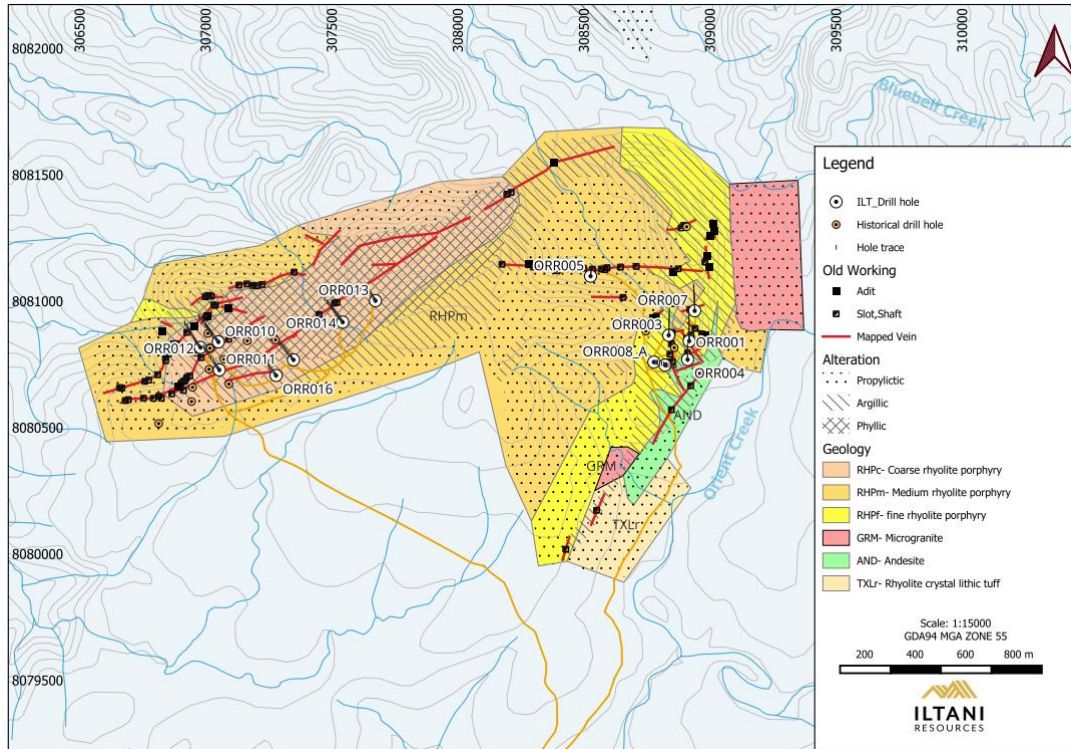 306500
307000
307500
308000
308500
309000
309500
310000
8082000
8081500
8081000
8080500
8080000
8079500
Bluebell Creek
Orient Creek
ORR005
ORR013
ORR007
ORR014
RHPm
ORR010
ORR003
ORR001
ORR012
ORR011
ORR008_A
ORR004
ORR016
AND
GRM
TXLr
Legend
ILT_Drill hole
Historical drill hole
Hole trace
Old Working
Adit
Slot,Shaft
Mapped Vein
Alteration
Propylictic
Argillic
Phyllic
Geology
RHPc- Coarse rhyolite porphyry
RHPm- Medium rhyolite porphyry
RHPf- fine rhyolite porphyry
GRM- Microgranite
AND- Andesite
TXLr- Rhyolite crystal lithic tuff
Scale: 1:15000
GDA94 MGA ZONE 55
200 400 600 800 m
ILTANI
RESOURCES